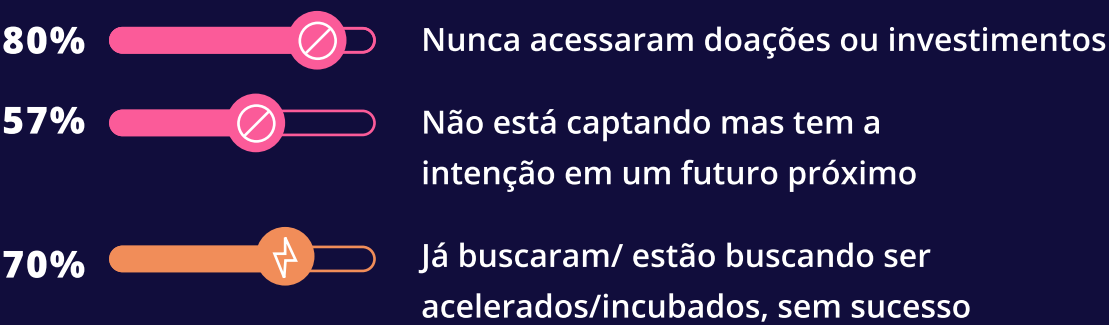 80% Nunca acessaram doações ou investimentos
57% Não está captando mas tem a
intenção em um futuro próximo
70% Já buscaram/ estão buscando ser
acelerados/incubados, sem sucesso